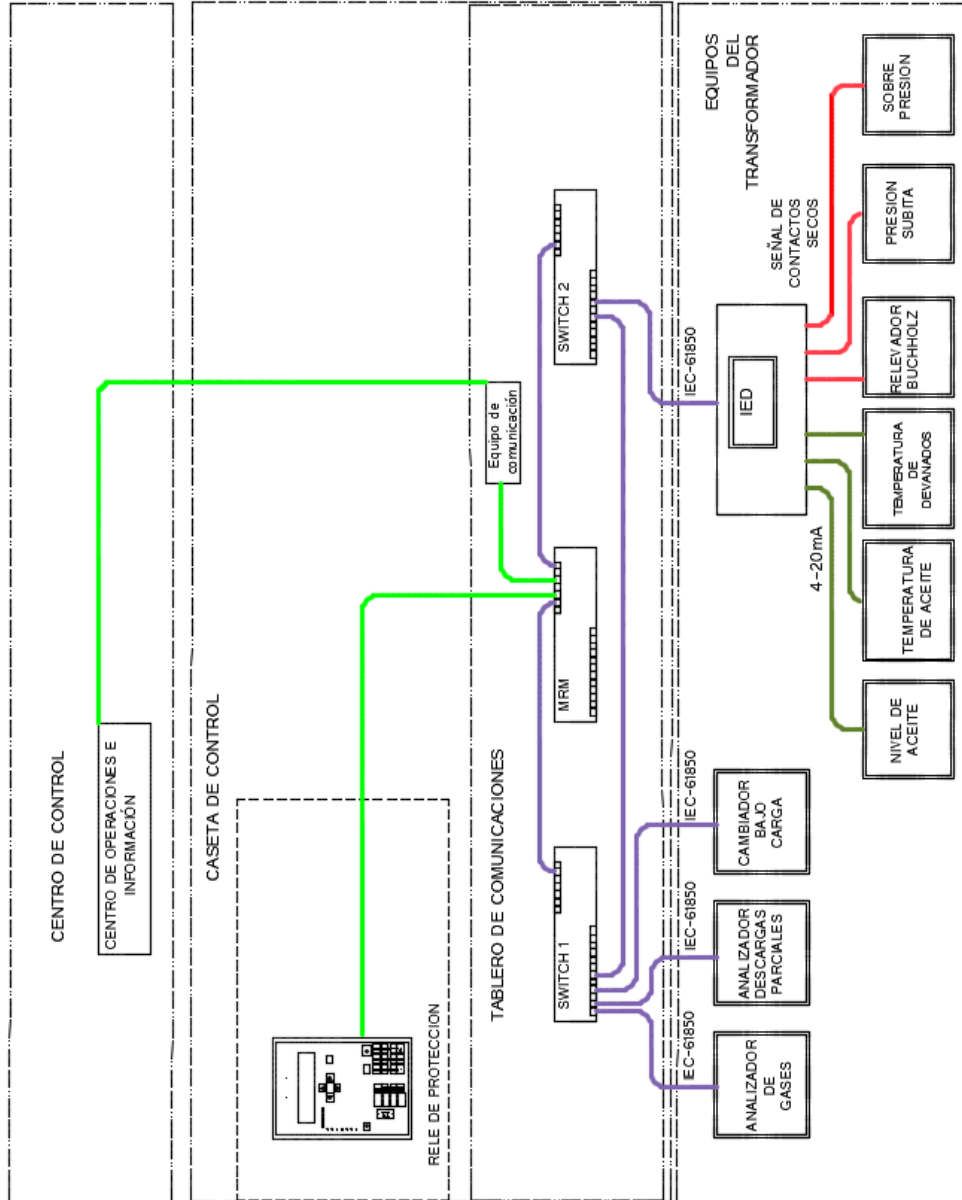 CENTRO DE CONTROL
CENTRO DE OPERACIONES E
INFORMACIÓN
CASETA DE CONTROL
RELE DE PROTECCION
TABLERO DE COMUNICACIONES
Equipo de
comunicación
SWITCH 1
MRM
SWITCH 2
IEC-61850
IEC-61850
IEC-61850
IEC-61850
EQUIPOS
DEL
TRANSFORMADOR
ANALIZADOR
DE
GASES
ANALIZADOR
DESCARGAS
PARCIALES
CAMBIADOR
BAJO
CARGA
IED
4-20mA
SEÑAL DE
CONTACTOS
SECOS
NIVEL DE
ACEITE
TEMPERATURA
DE ACEITE
TEMPERATURA
DE
DEVANADOS
RELEVADOR
BUCHHOLZ
PRESION
SUBITA
SOBRE
PRESION